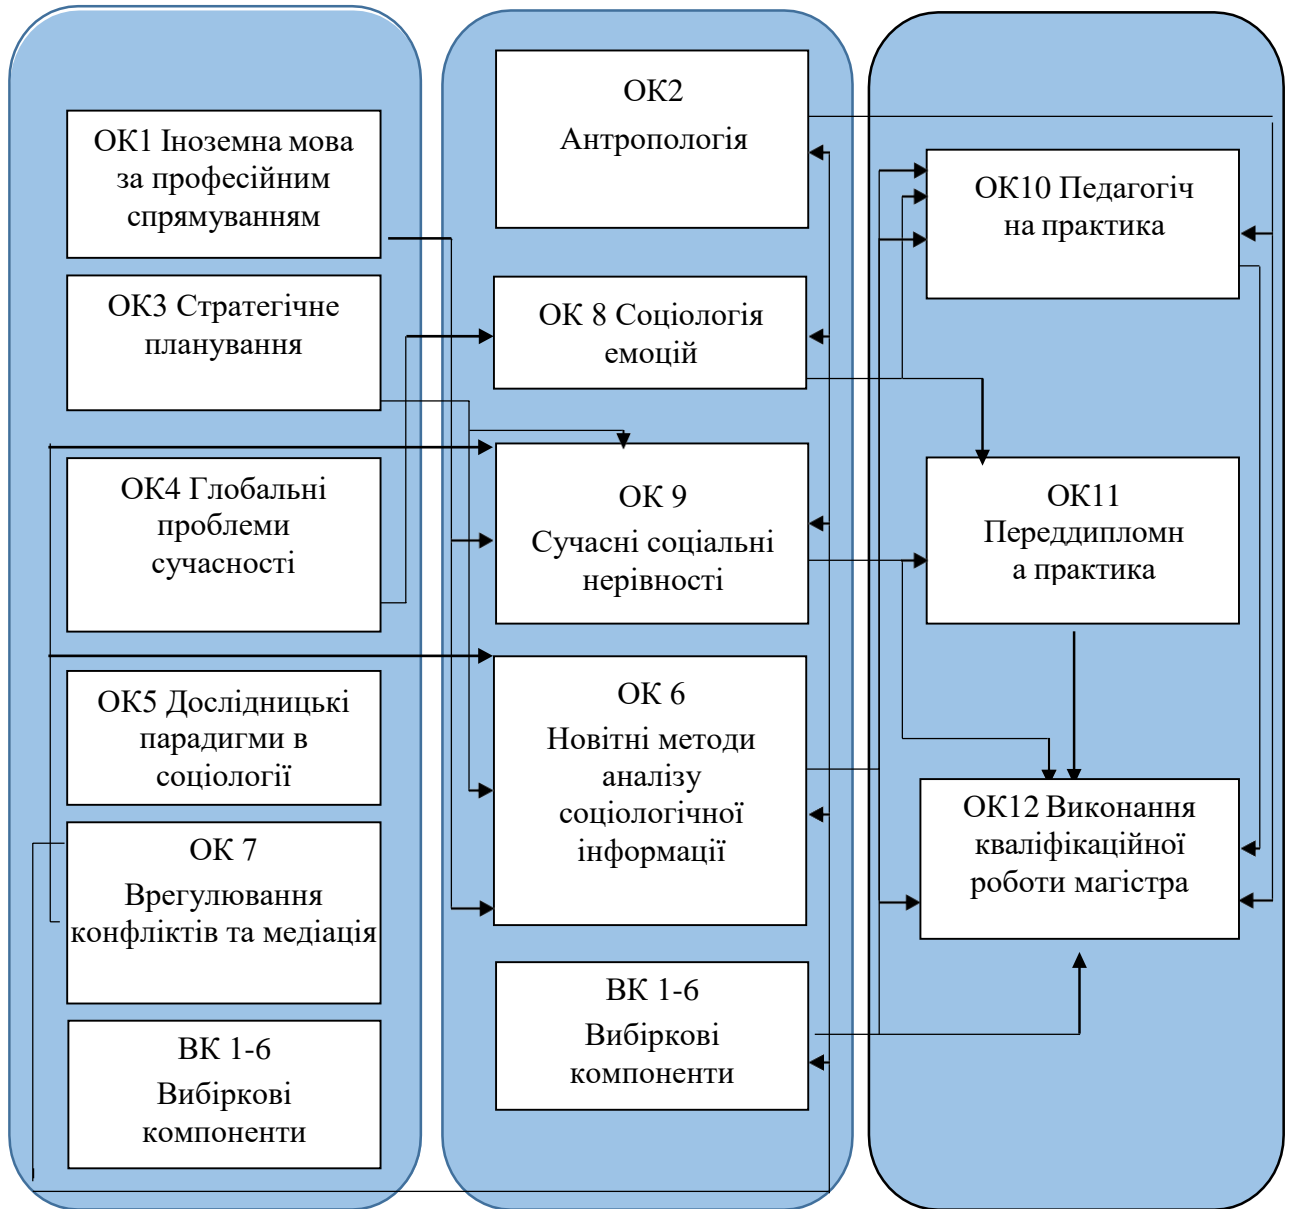 ОК1 Іноземна мова
за професійним
спрямуванням
ОК3 Стратегічне
планування
ОК4 Глобальні
проблеми
сучасності
ОК5 Дослідницькі
парадигми в
соціології
ОК 7
Врегулювання
конфліктів та медіація
ВК 1-6
Вибіркові
компоненти
ОК2
Антропологія
ОК 8 Соціологія
емоцій
ОК 9
Сучасні соціальні
нерівності
ОК 6
Новітні методи
аналізу
соціологічної
інформації
ВК 1-6
Вибіркові
компоненти
ОК10 Педагогіч
на практика
ОК11
Переддипломн
а практика
ОК12 Виконання
кваліфікаційної
роботи магістра